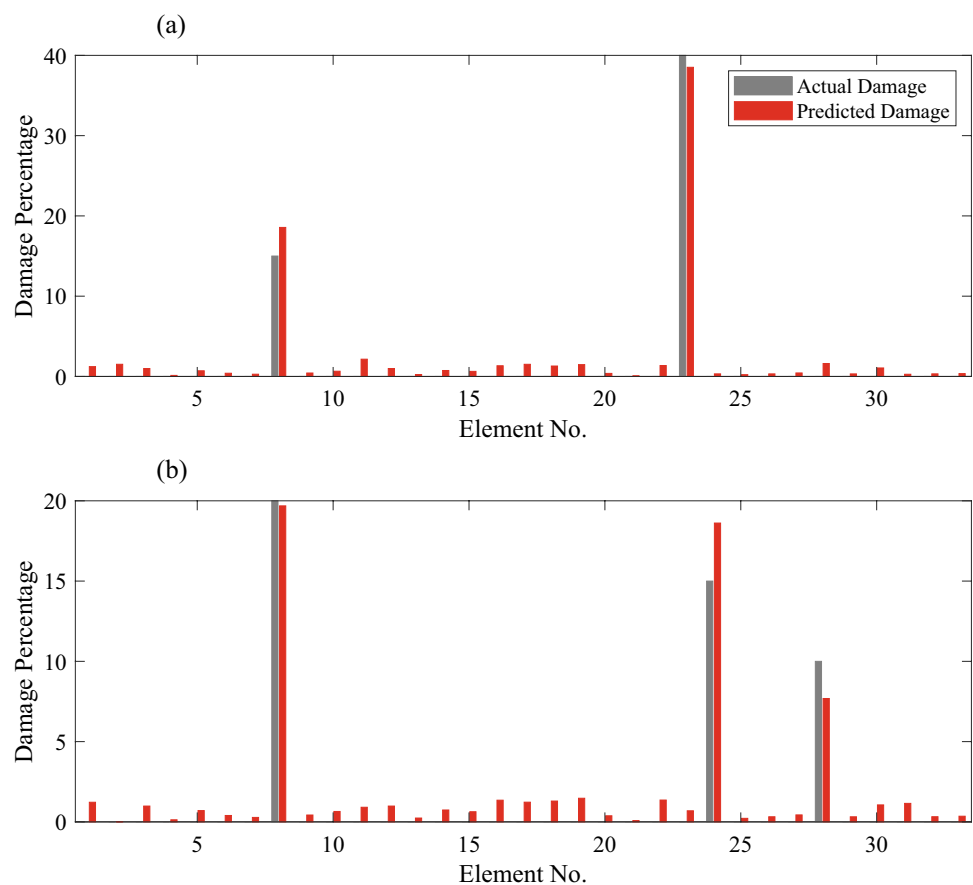 (a)
40
30
20
10
0
Damage Percentage
Actual Damage
Predicted Damage
5 10 15 20 25 30
Element No.
(b)
20
15
10
5
0
Damage Percentage
5 10 15 20 25 30
Element No.